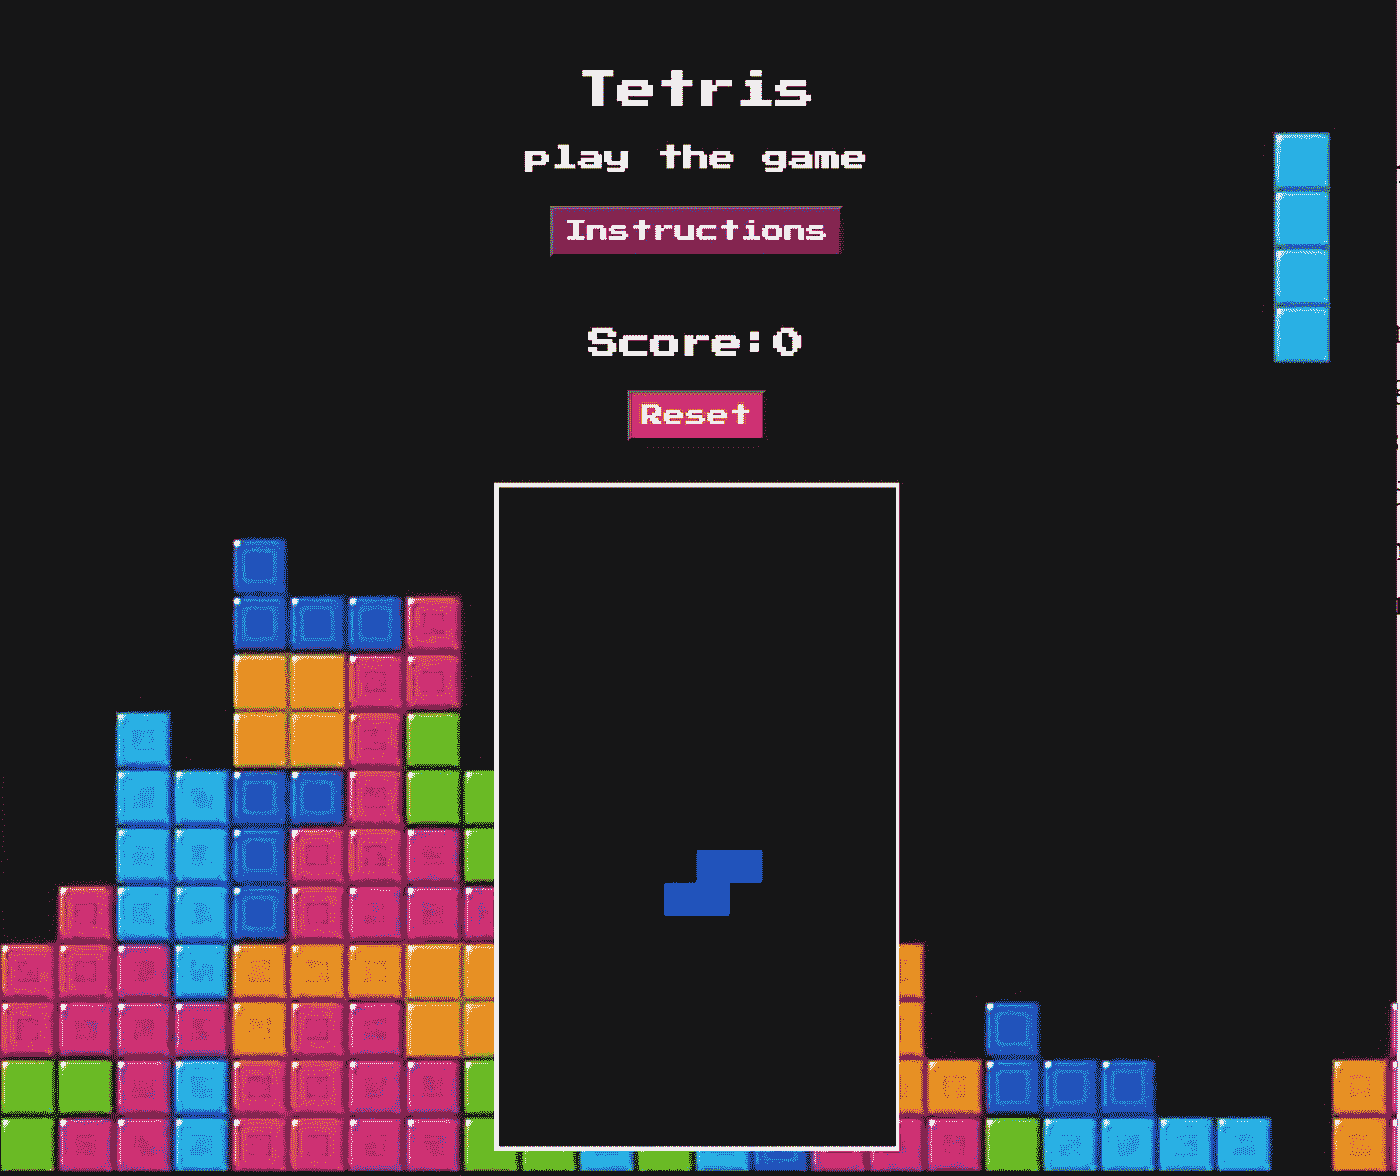 Tetris
play the game
Instructions
Score:0
Reset